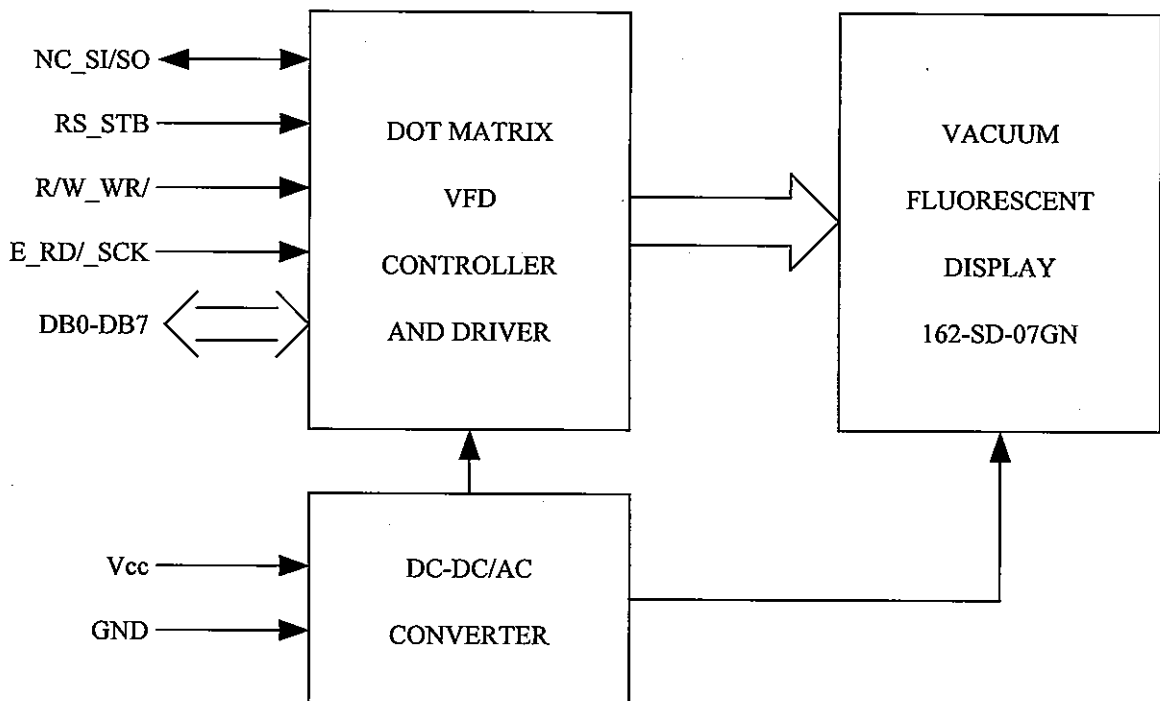 NC_SI/SO
RS_STB
R/W_WR/
E_RD/_SCK
DB0-DB7
DOT MATRIX
VFD
CONTROLLER
AND DRIVER
VACUUM
FLUORESCENT
DISPLAY
162-SD-07GN
Vcc
GND
DC-DC/AC
CONVERTER